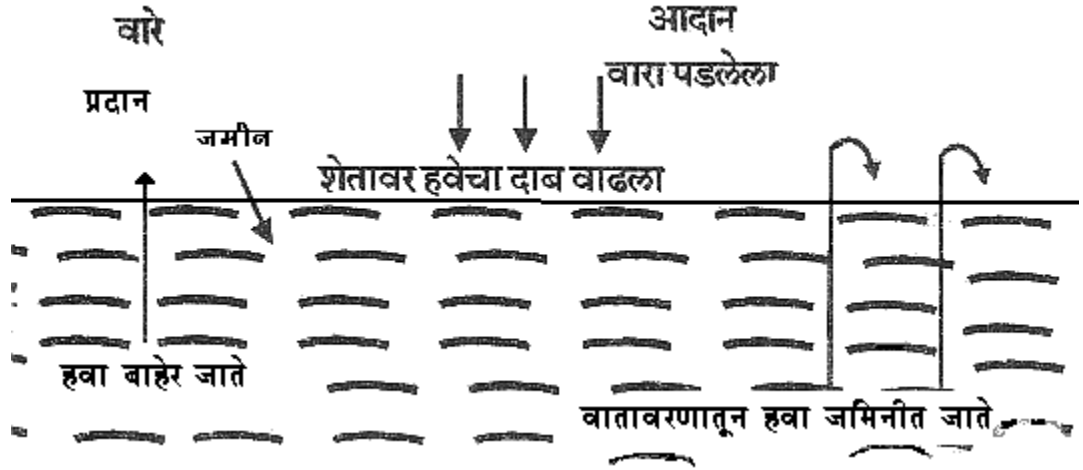 वारे
आदान
वारा पडलेला
प्रदान
जमीन
शेतावर हवेचा दाब वाढला
हवा बाहेर जाते
वातावरणातून हवा जमिनीत जाते